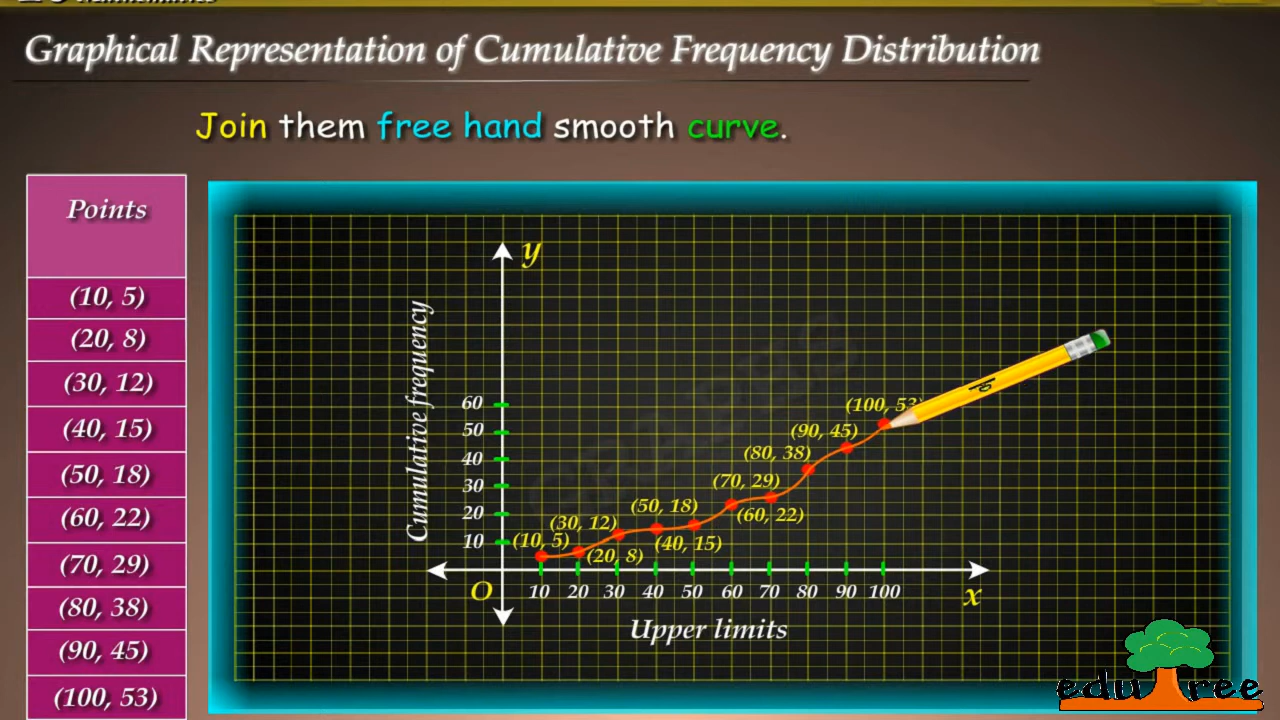 Graphical Representation of Cumulative Frequency Distribution
Join them free hand smooth curve.
Points
(10, 5)
(20, 8)
(30, 12)
(40, 15)
(50, 18)
(60, 22)
(70, 29)
(80, 38)
(90, 45)
(100, 53)
y
Cumulative frequency
60
50
40
30
20
10
(100, 53)
(90, 45)
(80, 38)
(70, 29)
(50, 18)
(60, 22)
(30, 12)
(10, 5)
(40, 15)
(20, 8)
O
10 20 30 40 50 60 70 80 90 100
x
Upper limits
edutree